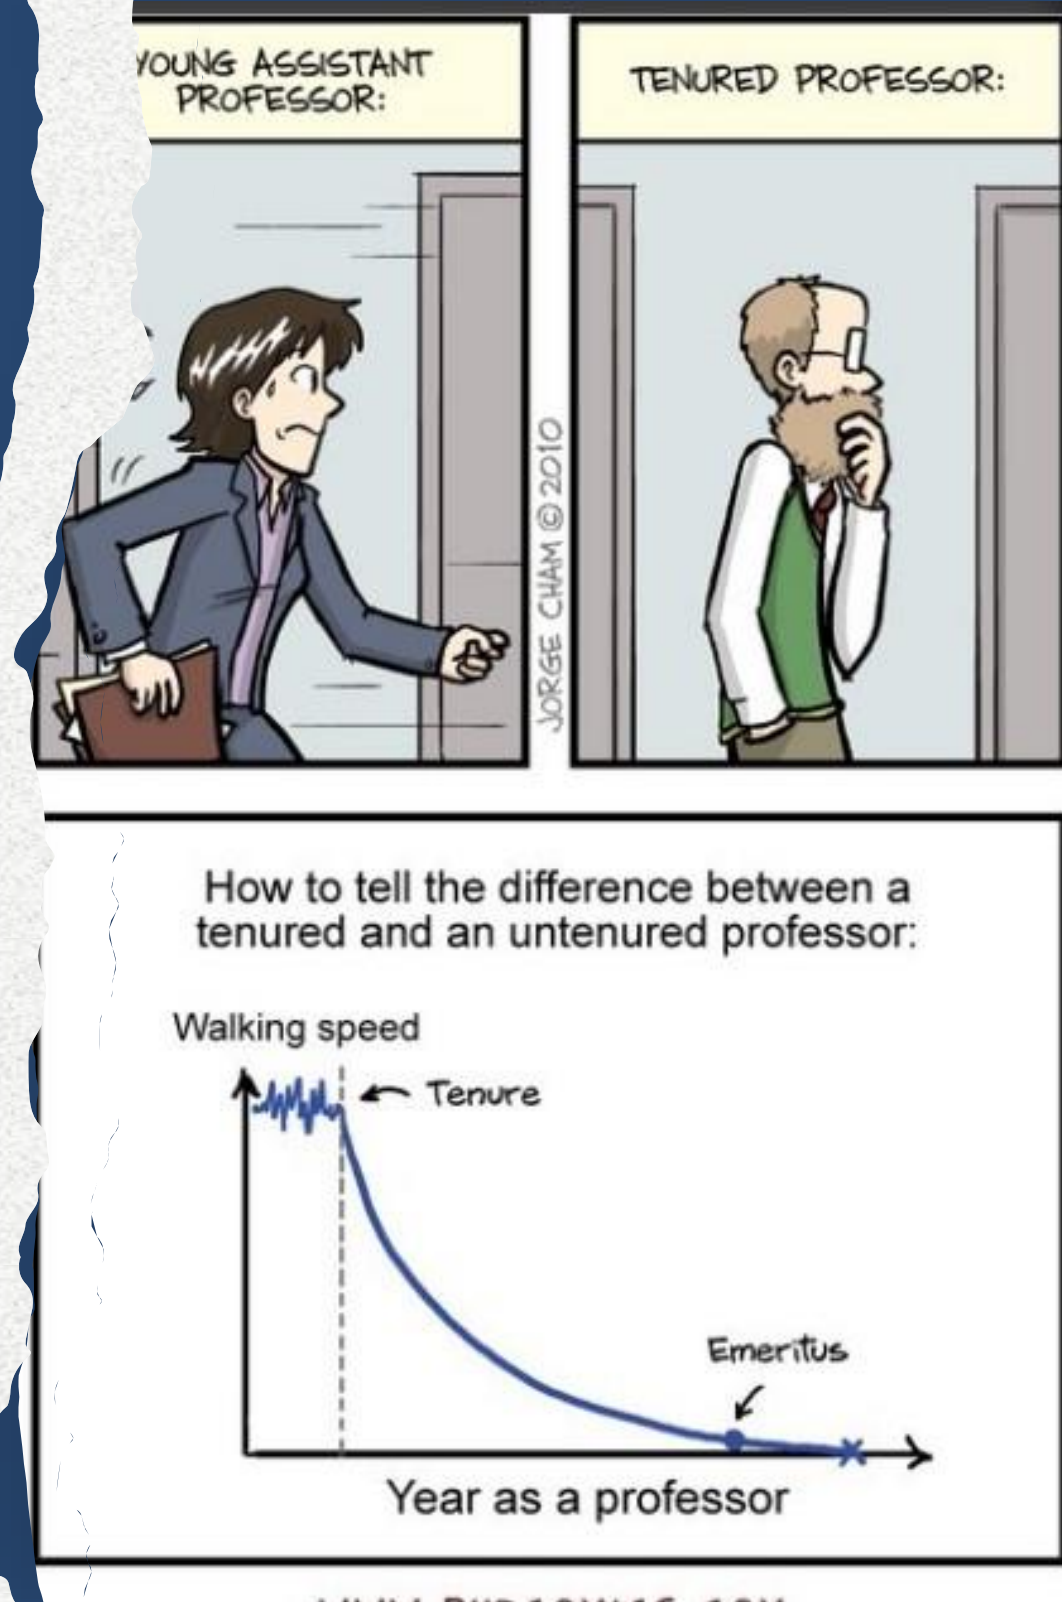 YOUNG ASSISTANT
PROFESSOR:
TENURED PROFESSOR:
JORGE CHAM © 2010
How to tell the difference between a
tenured and an untenured professor:
Walking speed
Tenure
Emeritus
Year as a professor